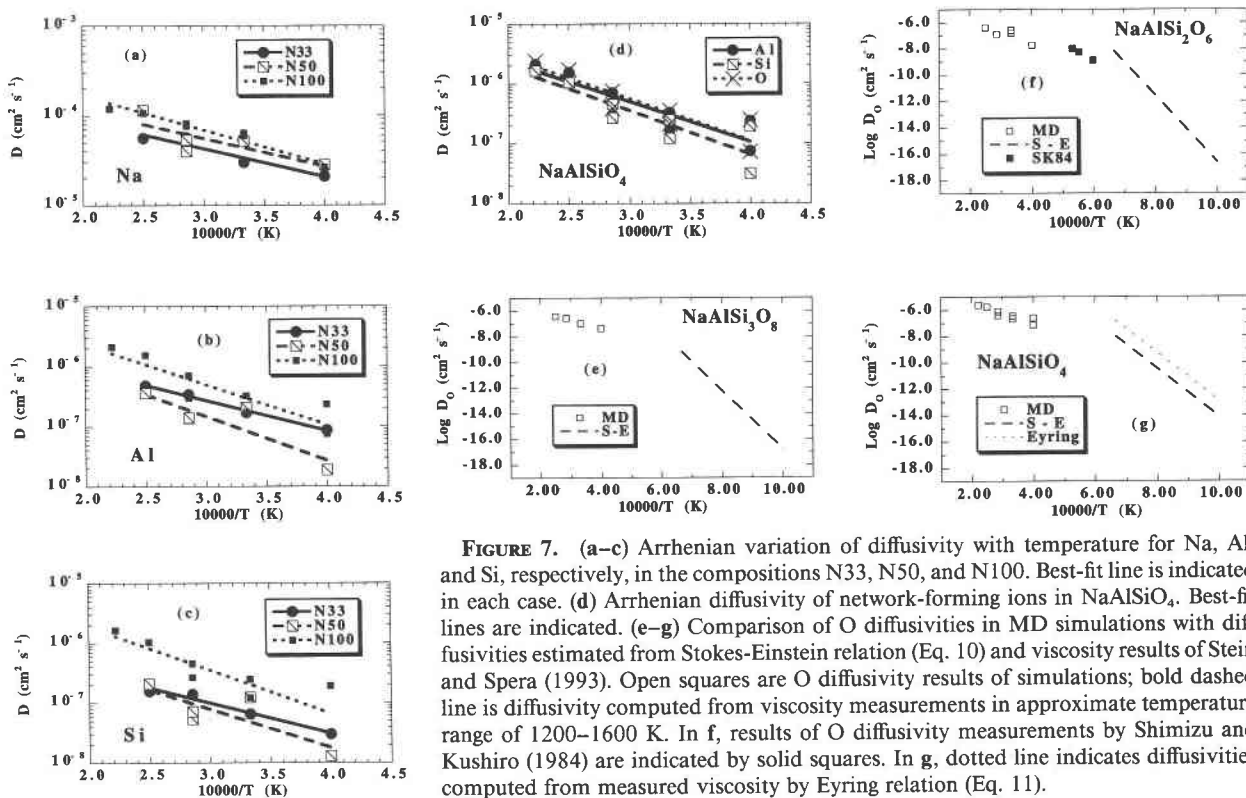 10⁻³
(a)
N33
N50
N100
D (cm² s⁻¹)
10⁻⁴
Na
10⁻⁵
2.0 2.5 3.0 3.5 4.0 4.5
10000/T (K)
10⁻⁵
(b)
N33
N50
N100
D (cm² s⁻¹)
10⁻⁶
10⁻⁷
Al
10⁻⁸
2.0 2.5 3.0 3.5 4.0 4.5
10000/T (K)
10⁻⁵
(c)
N33
N50
N100
D (cm² s⁻¹)
10⁻⁶
10⁻⁷
Si
10⁻⁸
2.0 2.5 3.0 3.5 4.0 4.5
10000/T (K)
10⁻⁵
(d)
Al
Si
O
D (cm² s⁻¹)
10⁻⁶
10⁻⁷
NaAlSiO₄
10⁻⁸
2.0 2.5 3.0 3.5 4.0 4.5
10000/T (K)
-6.0
-8.0
-10.0
-12.0
-14.0
-16.0
-18.0
Log D_O (cm² s⁻¹)
NaAlSi₃O₈
(e)
MD
S-E
2.00 4.00 6.00 8.00 10.00
10000/T (K)
-6.0
-8.0
-10.0
-12.0
-14.0
-16.0
-18.0
Log D_O (cm² s⁻¹)
NaAlSi₂O₆
(f)
MD
S - E
SK84
2.00 4.00 6.00 8.00 10.00
10000/T (K)
-6.0
-8.0
-10.0
-12.0
-14.0
-16.0
-18.0
Log D_O (cm² s⁻¹)
NaAlSiO₄
MD
S - E
Eyring
(g)
2.00 4.00 6.00 8.00 10.00
10000/T (K)
FIGURE 7. (a–c) Arrhenian variation of diffusivity with temperature for Na, Al
and Si, respectively, in the compositions N33, N50, and N100. Best-fit line is indicated
in each case. (d) Arrhenian diffusivity of network-forming ions in NaAlSiO₄. Best-fi
lines are indicated. (e–g) Comparison of O diffusivities in MD simulations with dif
fusivities estimated from Stokes-Einstein relation (Eq. 10) and viscosity results of Stein
and Spera (1993). Open squares are O diffusivity results of simulations; bold dashed
line is diffusivity computed from viscosity measurements in approximate temperatur
range of 1200–1600 K. In f, results of O diffusivity measurements by Shimizu and
Kushiro (1984) are indicated by solid squares. In g, dotted line indicates diffusivitie
computed from measured viscosity by Eyring relation (Eq. 11).